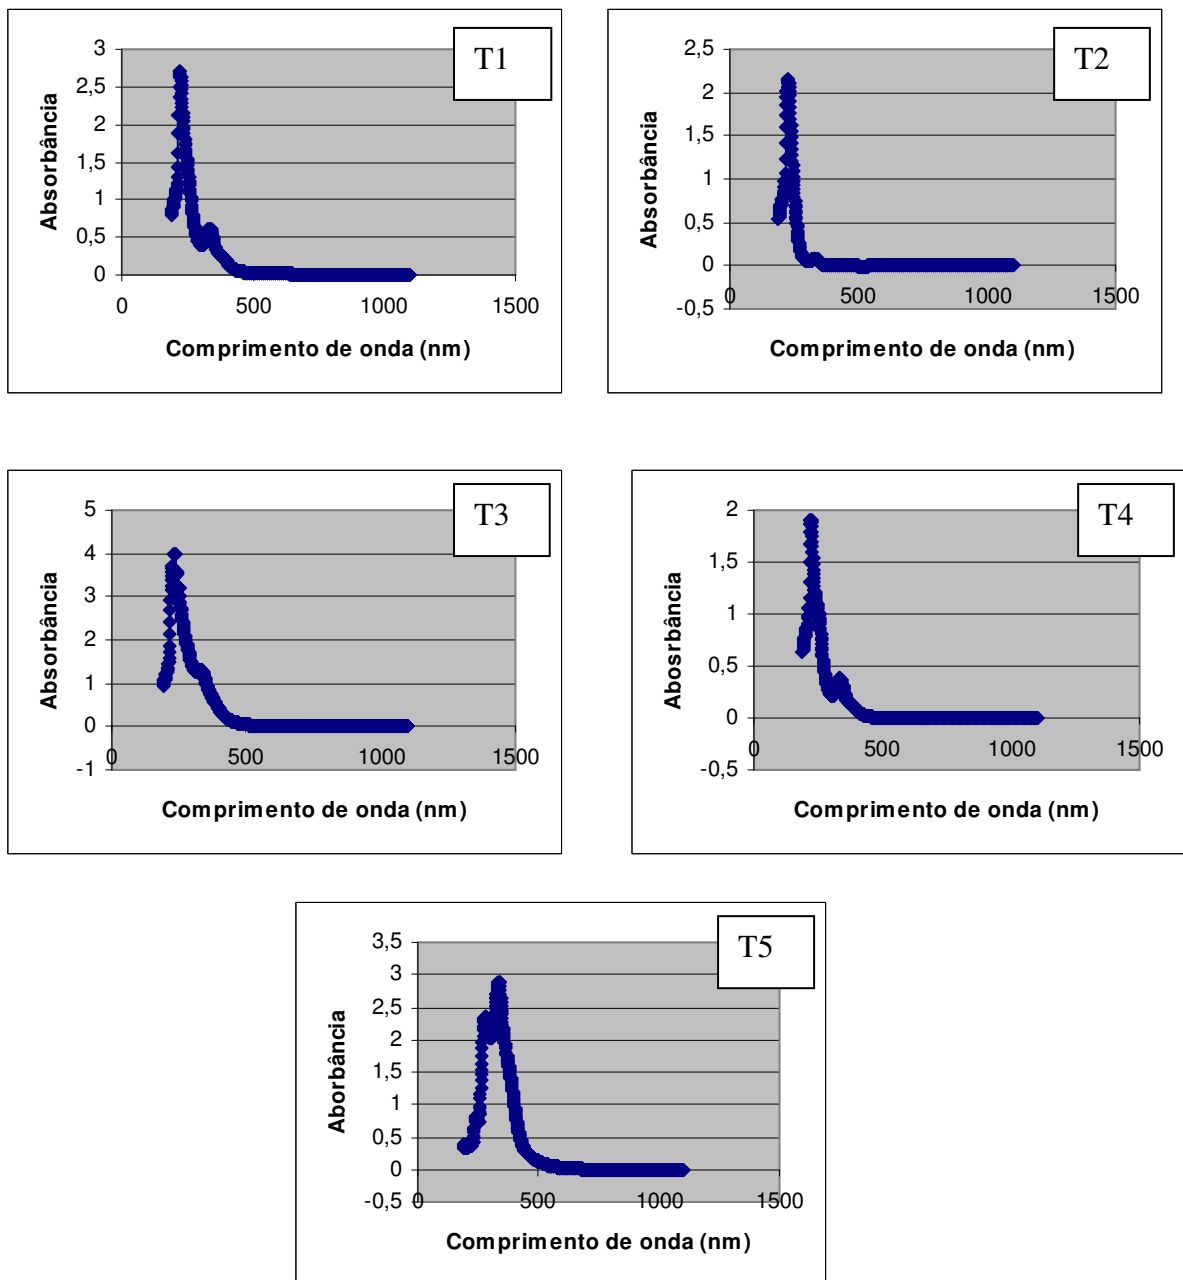 T1
3
2,5
2
1,5
1
0,5
0
0 500 1000 1500
Absorbância
Comprimento de onda (nm)
T2
2,5
2
1,5
1
0,5
0
-0,5
0 500 1000 1500
Absorbância
Comprimento de onda (nm)
T3
5
4
3
2
1
0
-1
0 500 1000 1500
Absorbância
Comprimento de onda (nm)
T4
2
1,5
1
0,5
0
-0,5
0 500 1000 1500
Abosrbância
Comprimento de onda (nm)
T5
3,5
3
2,5
2
1,5
1
0,5
0
-0,5
0 500 1000 1500
Aborbância
Comprimento de onda (nm)